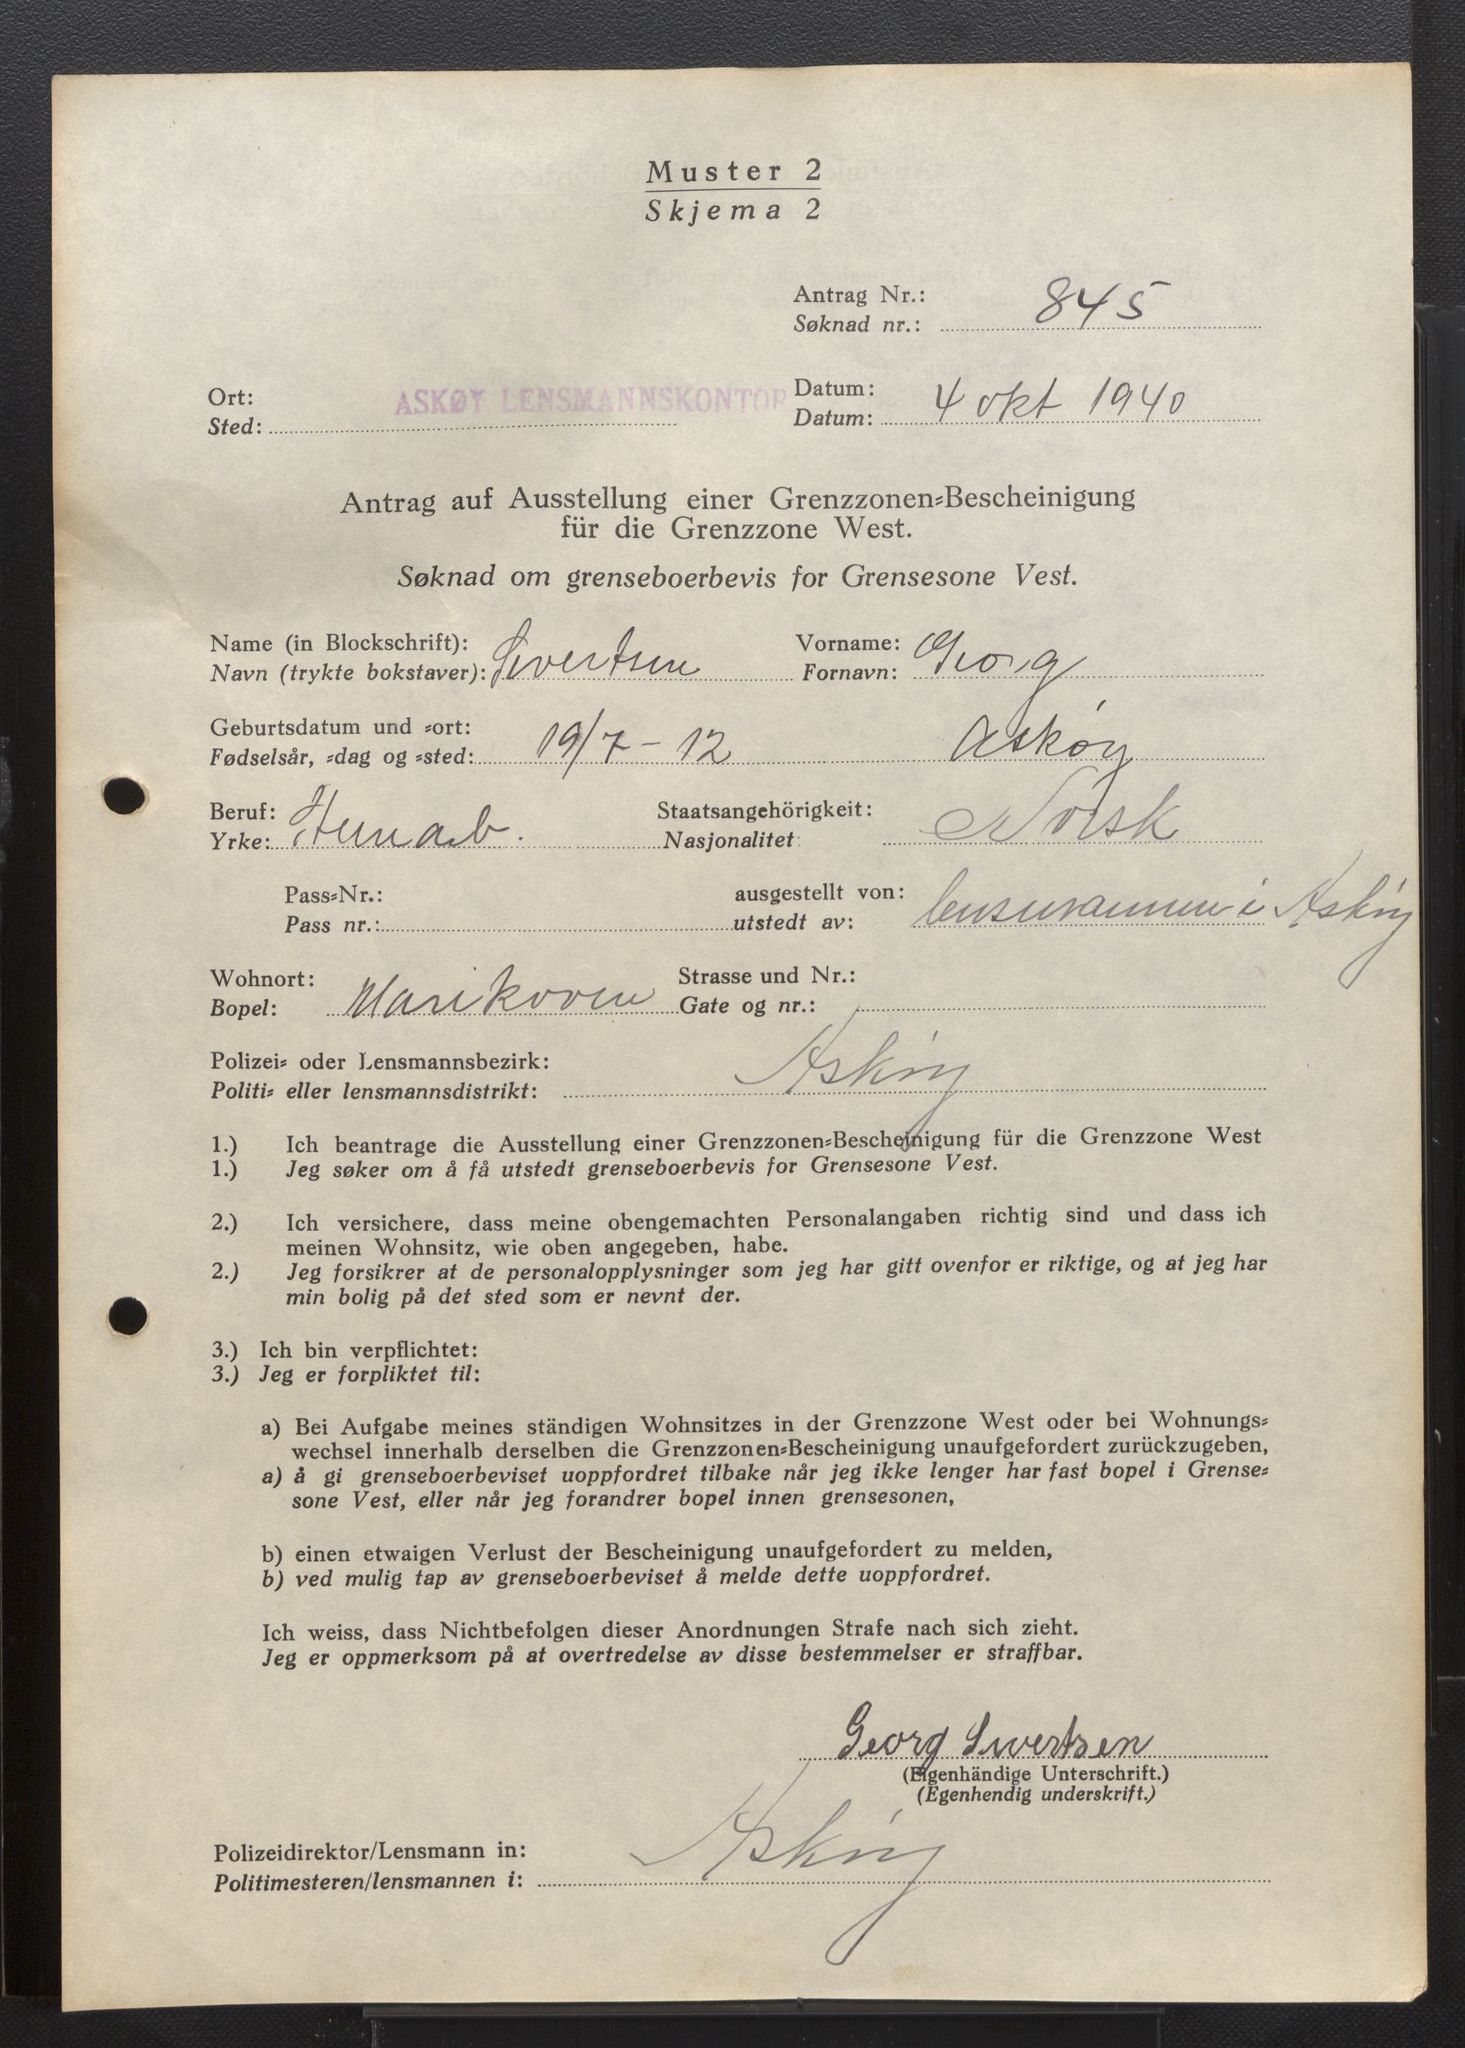 Muster 2
Skjema 2
Antrag Nr.:
Søknad nr.: 845
Ort:
Sted: ASKØY LENSMANNSKONTOR
Datum:
Datum: 4 okt 1940
Antrag auf Ausstellung einer Grenzzonen-Bescheinigung
für die Grenzzone West.
Søknad om grenseboerbevis for Grensesone Vest.
Name (in Blockschrift): Vorname:
Navn (trykte bokstaver): Sivertsen Fornavn: Georg
Geburtsdatum und -ort:
Fødselsår, -dag og -sted: 19/7-12 Askøy
Beruf: Staatsangehörigkeit:
Yrke: Nasjonalitet: Norsk
Pass-Nr.: ausgestellt von:
Pass nr.: utstedt av: lensmannen i Askøy
Wohnort: Strasse und Nr.:
Bopel: Marikoven Gate og nr.:
Polizei- oder Lensmannsbezirk:
Politi- eller lensmannsdistrikt: Askøy
1.) Ich beantrage die Ausstellung einer Grenzzonen-Bescheinigung für die Grenzzone West
1.) Jeg søker om å få utstedt grenseboerbevis for Grensesone Vest.
2.) Ich versichere, dass meine obengemachten Personalangaben richtig sind und dass ich
meinen Wohnsitz, wie oben angegeben, habe.
2.) Jeg forsikrer at de personalopplysninger som jeg har gitt ovenfor er riktige, og at jeg har
min bolig på det sted som er nevnt der.
3.) Ich bin verpflichtet:
3.) Jeg er forpliktet til:
a) Bei Aufgabe meines ständigen Wohnsitzes in der Grenzzone West oder bei Wohnungs-
wechsel innerhalb derselben die Grenzzonen-Bescheinigung unaufgefordert zurückzugeben,
a) å gi grenseboerbeviset uoppfordret tilbake når jeg ikke lenger har fast bopel i Grense-
sone Vest, eller når jeg forandrer bopel innen grensesonen,
b) einen etwaigen Verlust der Bescheinigung unaufgefordert zu melden,
b) ved mulig tap av grenseboerbeviset å melde dette uoppfordret.
Ich weiss, dass Nichtbefolgen dieser Anordnungen Strafe nach sich zieht.
Jeg er oppmerksom på at overtredelse av disse bestemmelser er straffbar.
Georg Sivertsen
(Eigenhändige Unterschrift.)
(Egenhendig underskrift.)
Polizeidirektor/Lensmann in:
Politimesteren/lensmannen i: Askøy